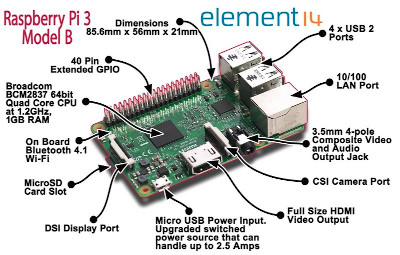 Raspberry Pi 3
Model B
Dimensions
85.6mm x 56mm x 21mm
element14
4 x USB 2
Ports
40 Pin
Extended GPIO
10/100
LAN Port
Broadcom
BCM2837 64bit
Quad Core CPU
at 1.2GHz,
1GB RAM
3.5mm 4-pole
Composite Video
and Audio
Output Jack
On Board
Bluetooth 4.1
Wi-Fi
MicroSD
Card Slot
CSI Camera Port
DSI Display Port
Micro USB Power Input.
Upgraded switched
power source that can
handle up to 2.5 Amps
Full Size HDMI
Video Output